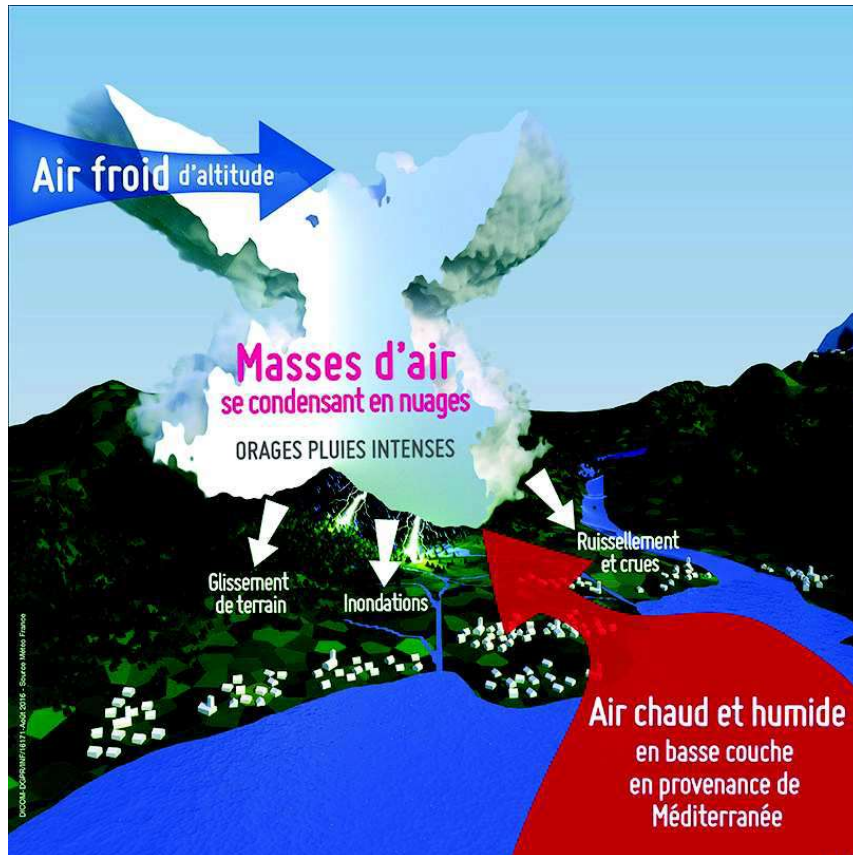 Air froid d'altitude
Masses d'air
se condensant en nuages
ORAGES PLUIES INTENSES
Glissement
de terrain
Inondations
Ruissellement
et crues
Air chaud et humide
en basse couche
en provenance de
Méditerranée
DICOM-DGPR/INF/16171-Août 2016 - Source Météo France